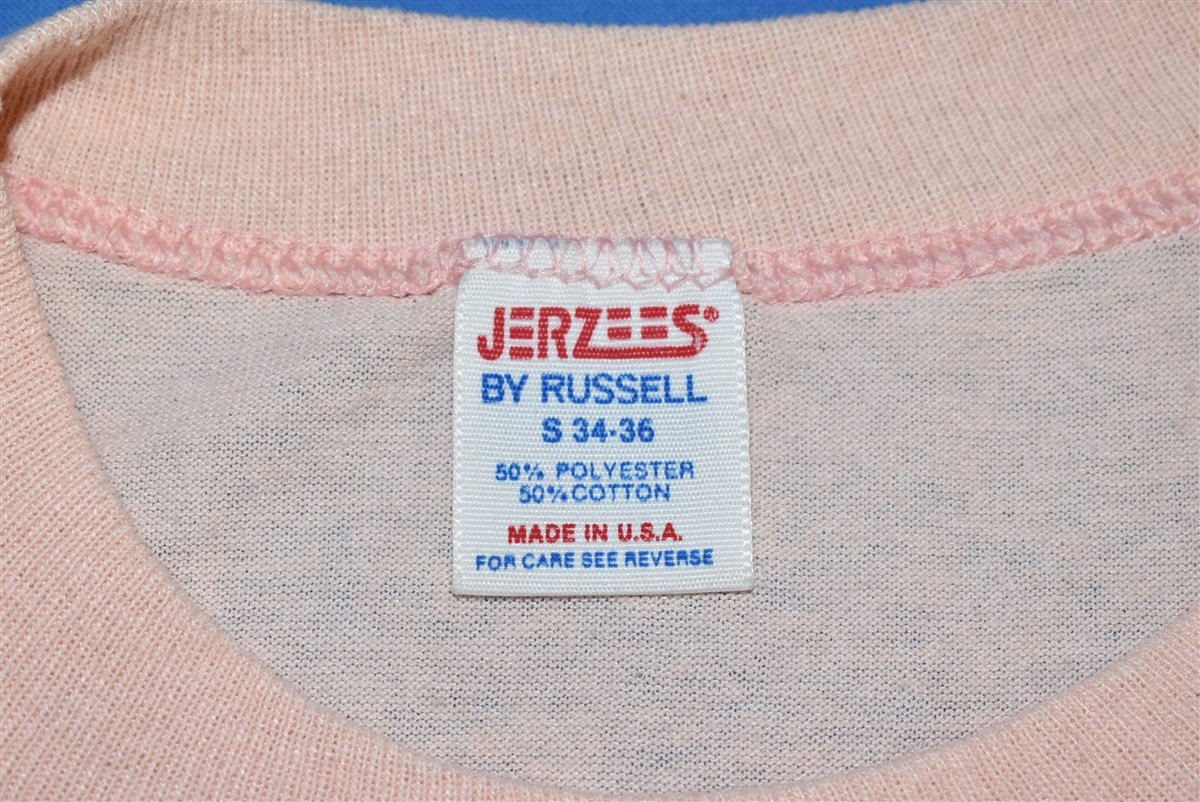 JERZEES®
BY RUSSELL
S 34-36
50% POLYESTER
50% COTTON
MADE IN U.S.A.
FOR CARE SEE REVERSE